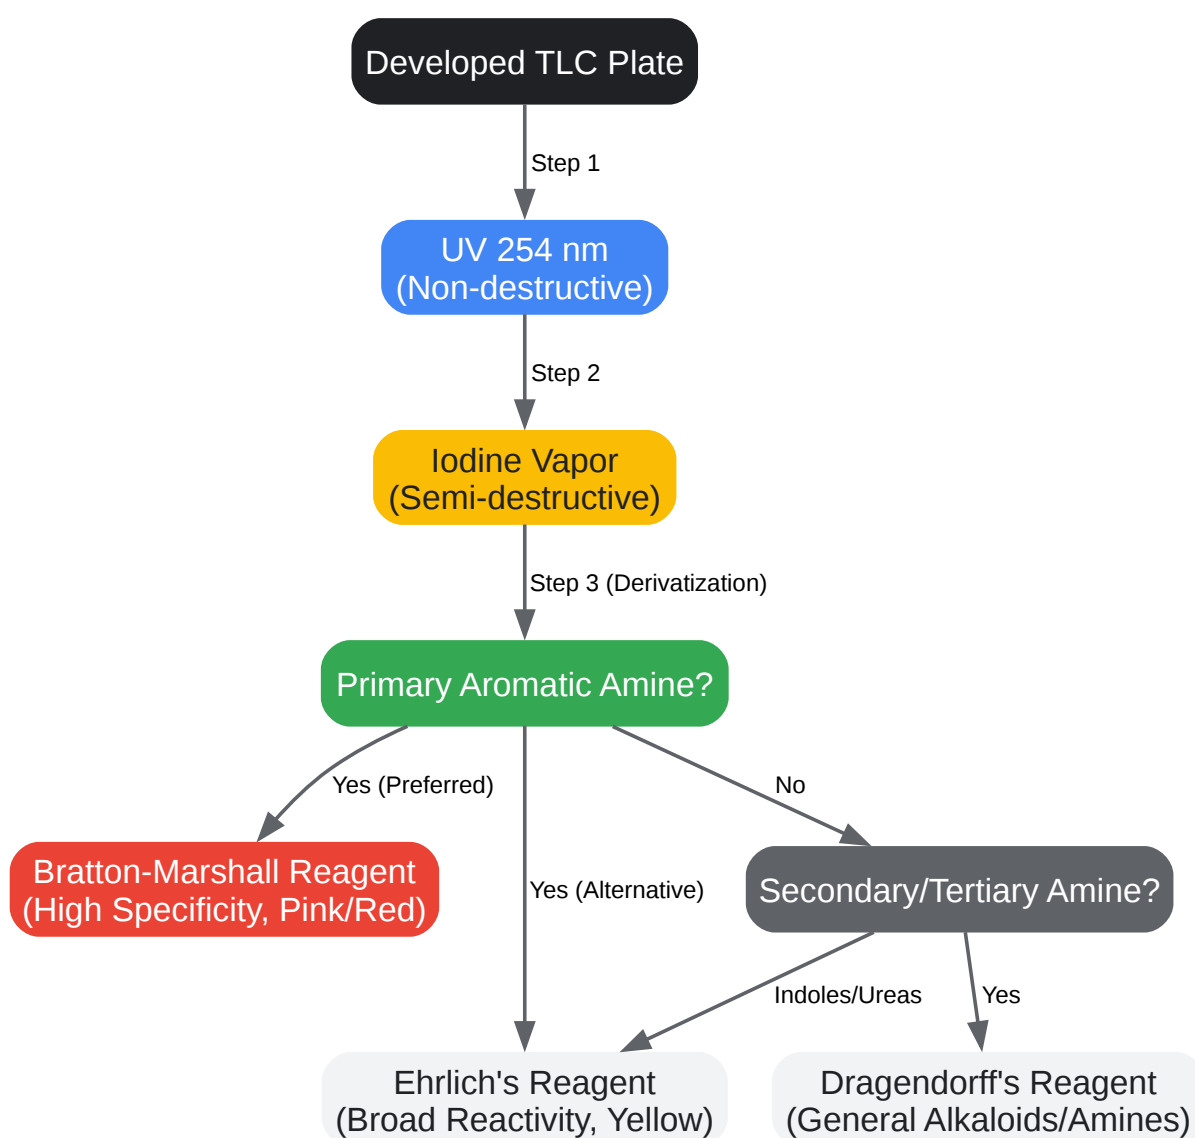 Developed TLC Plate
Step 1
UV 254 nm
(Non-destructive)
Step 2
Iodine Vapor
(Semi-destructive)
Step 3 (Derivatization)
Primary Aromatic Amine?
Yes (Preferred)
No
Bratton-Marshall Reagent
(High Specificity, Pink/Red)
Yes (Alternative)
Secondary/Tertiary Amine?
Indoles/Ureas
Yes
Ehrlich's Reagent
(Broad Reactivity, Yellow)
Dragendorff's Reagent
(General Alkaloids/Amines)